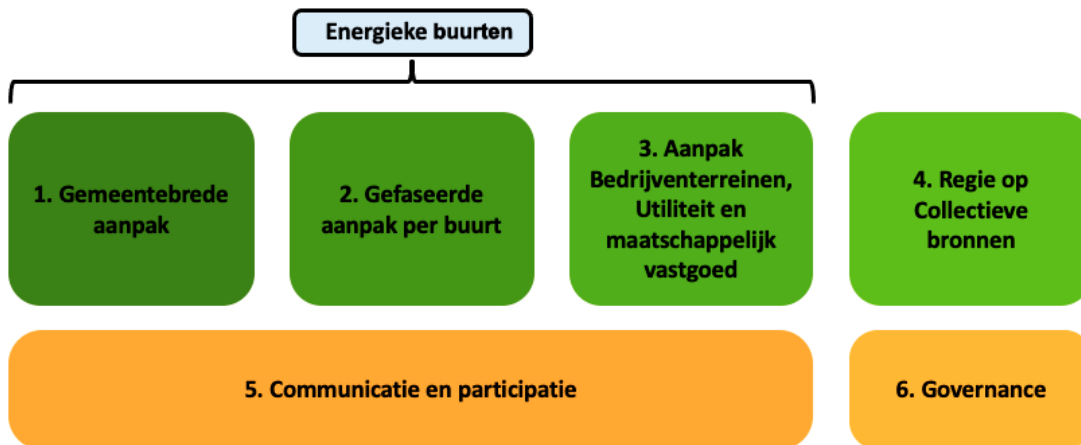 Energieke buurten
1. Gemeentebrede
aanpak
2. Gefaseerde
aanpak per buurt
3. Aanpak
Bedrijventerreinen,
Utiliteit en
maatschappelijk
vastgoed
4. Regie op
Collectieve
bronnen
5. Communicatie en participatie
6. Governance